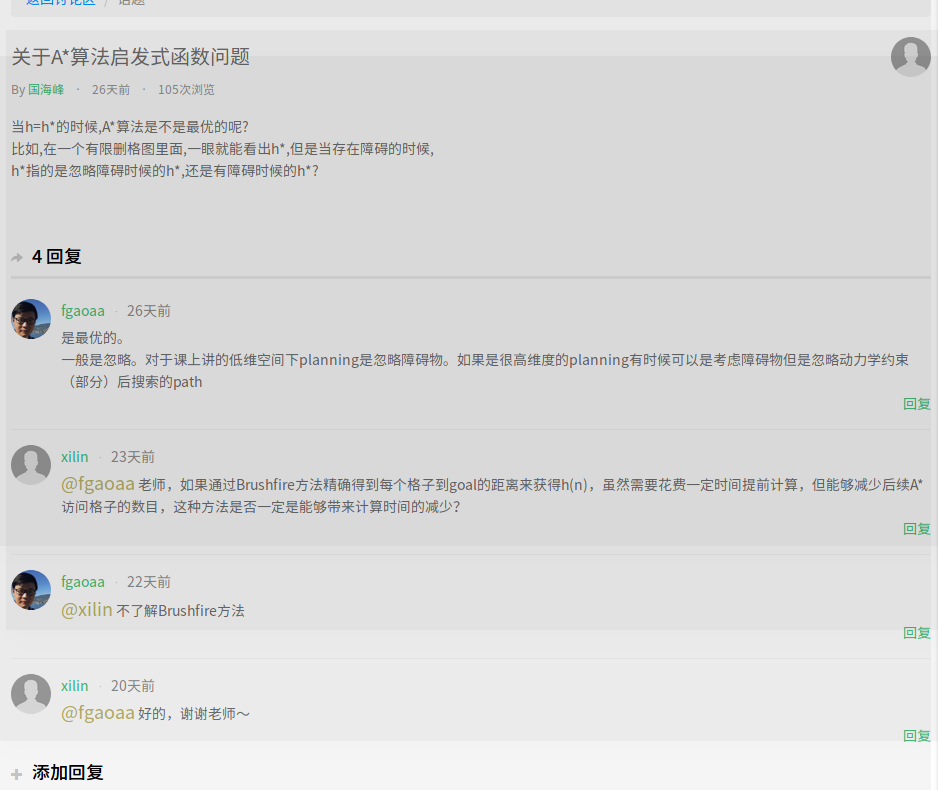 返回讨论区 / 话题
关于A*算法启发式函数问题
By 国海峰 · 26天前 · 105次浏览
当h=h*的时候,A*算法是不是最优的呢?
比如,在一个有限删格图里面,一眼就能看出h*,但是当存在障碍的时候,
h*指的是忽略障碍时候的h*,还是有障碍时候的h*?
4 回复
fgaoaa · 26天前
是最优的。
一般是忽略。对于课上讲的低维空间下planning是忽略障碍物。如果是很高维度的planning有时候可以是考虑障碍物但是忽略动力学约束
（部分）后搜索的path
回复
xilin · 23天前
@fgaoaa 老师，如果通过Brushfire方法精确得到每个格子到goal的距离来获得h(n)，虽然需要花费一定时间提前计算，但能够减少后续A*
访问格子的数目，这种方法是否一定是能够带来计算时间的减少?
回复
fgaoaa · 22天前
@xilin 不了解Brushfire方法
回复
xilin · 20天前
@fgaoaa 好的，谢谢老师～
回复
添加回复